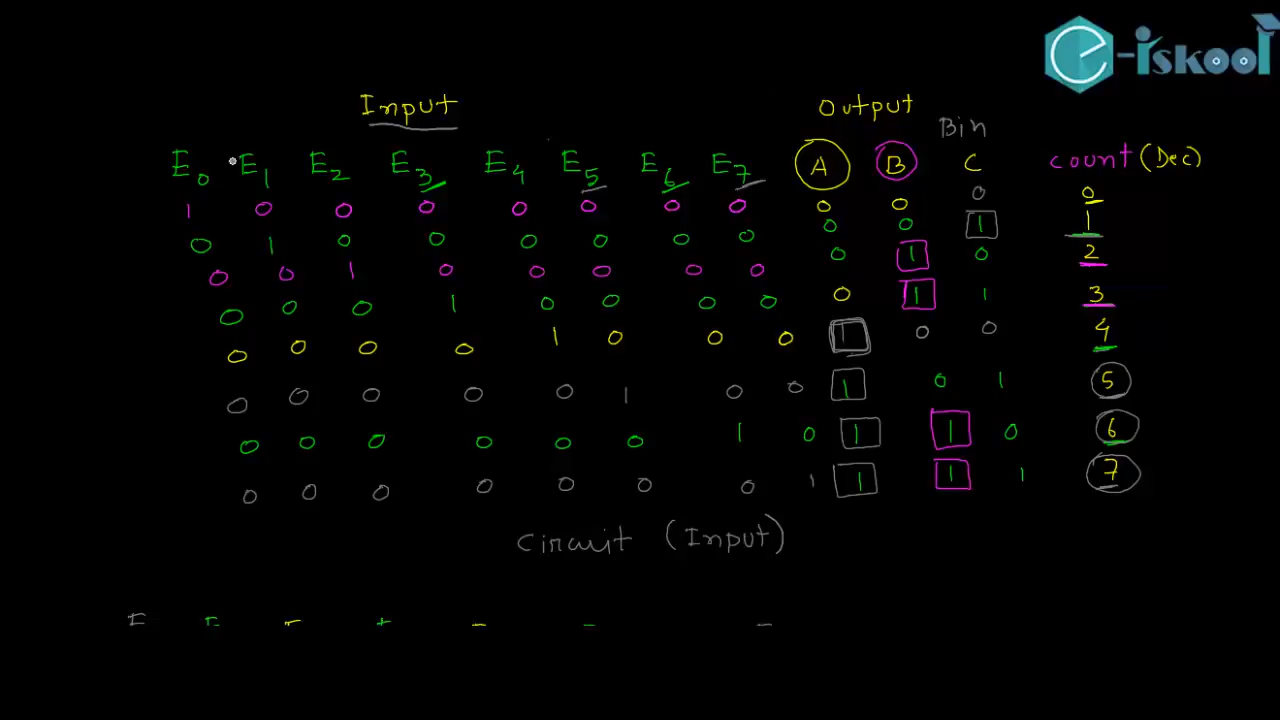 e-iskool
Input Output
Bin
E0 E1 E2 E3 E4 E5 E6 E7 A B C count (Dec)
1 0 0 0 0 0 0 0 0 0 0 0
0 1 0 0 0 0 0 0 0 0 1 1
0 0 1 0 0 0 0 0 0 1 0 2
0 0 0 1 0 0 0 0 0 1 1 3
0 0 0 0 1 0 0 0 1 0 0 4
0 0 0 0 0 1 0 0 1 0 1 5
0 0 0 0 0 0 1 0 1 1 0 6
0 0 0 0 0 0 0 1 1 1 1 7
Circuit (Input)